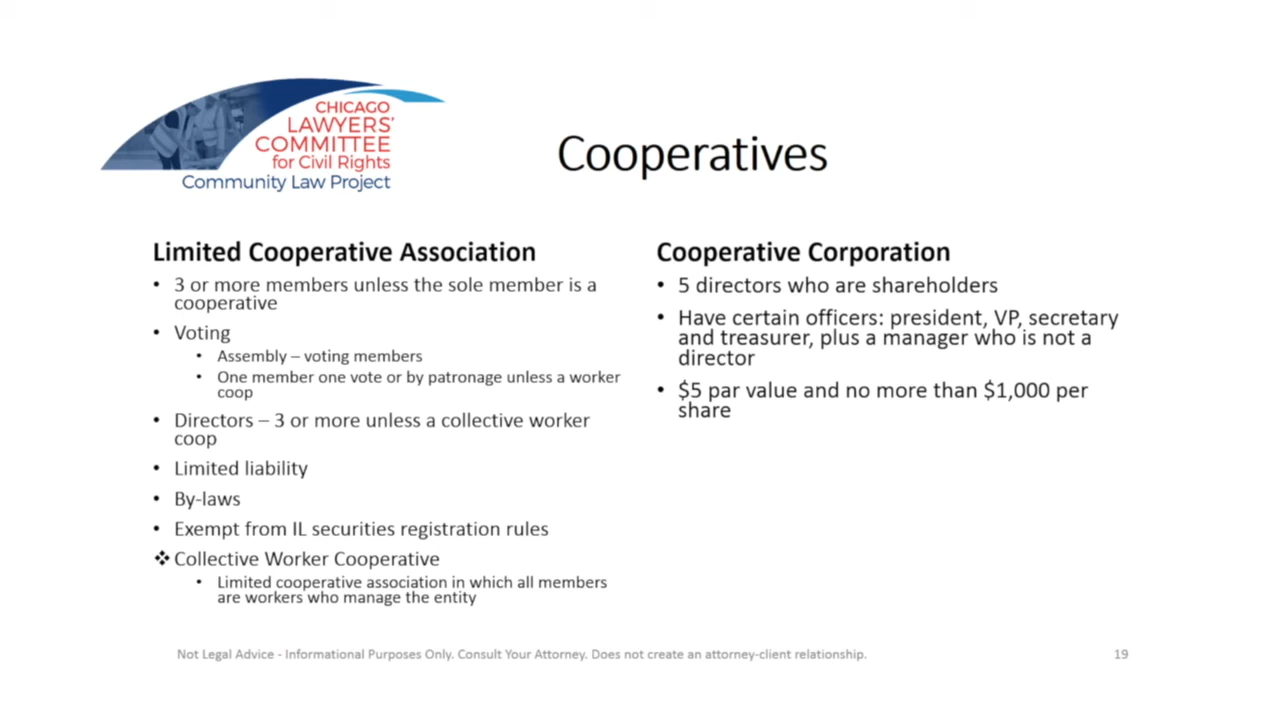 CHICAGO
LAWYERS'
COMMITTEE
for Civil Rights
Community Law Project
Cooperatives
Limited Cooperative Association
• 3 or more members unless the sole member is a
cooperative
• Voting
• Assembly – voting members
• One member one vote or by patronage unless a worker
coop
• Directors – 3 or more unless a collective worker
coop
• Limited liability
• By-laws
• Exempt from IL securities registration rules
❖ Collective Worker Cooperative
• Limited cooperative association in which all members
are workers who manage the entity
Cooperative Corporation
• 5 directors who are shareholders
• Have certain officers: president, VP, secretary
and treasurer, plus a manager who is not a
director
• $5 par value and no more than $1,000 per
share
Not Legal Advice - Informational Purposes Only. Consult Your Attorney. Does not create an attorney-client relationship.
19